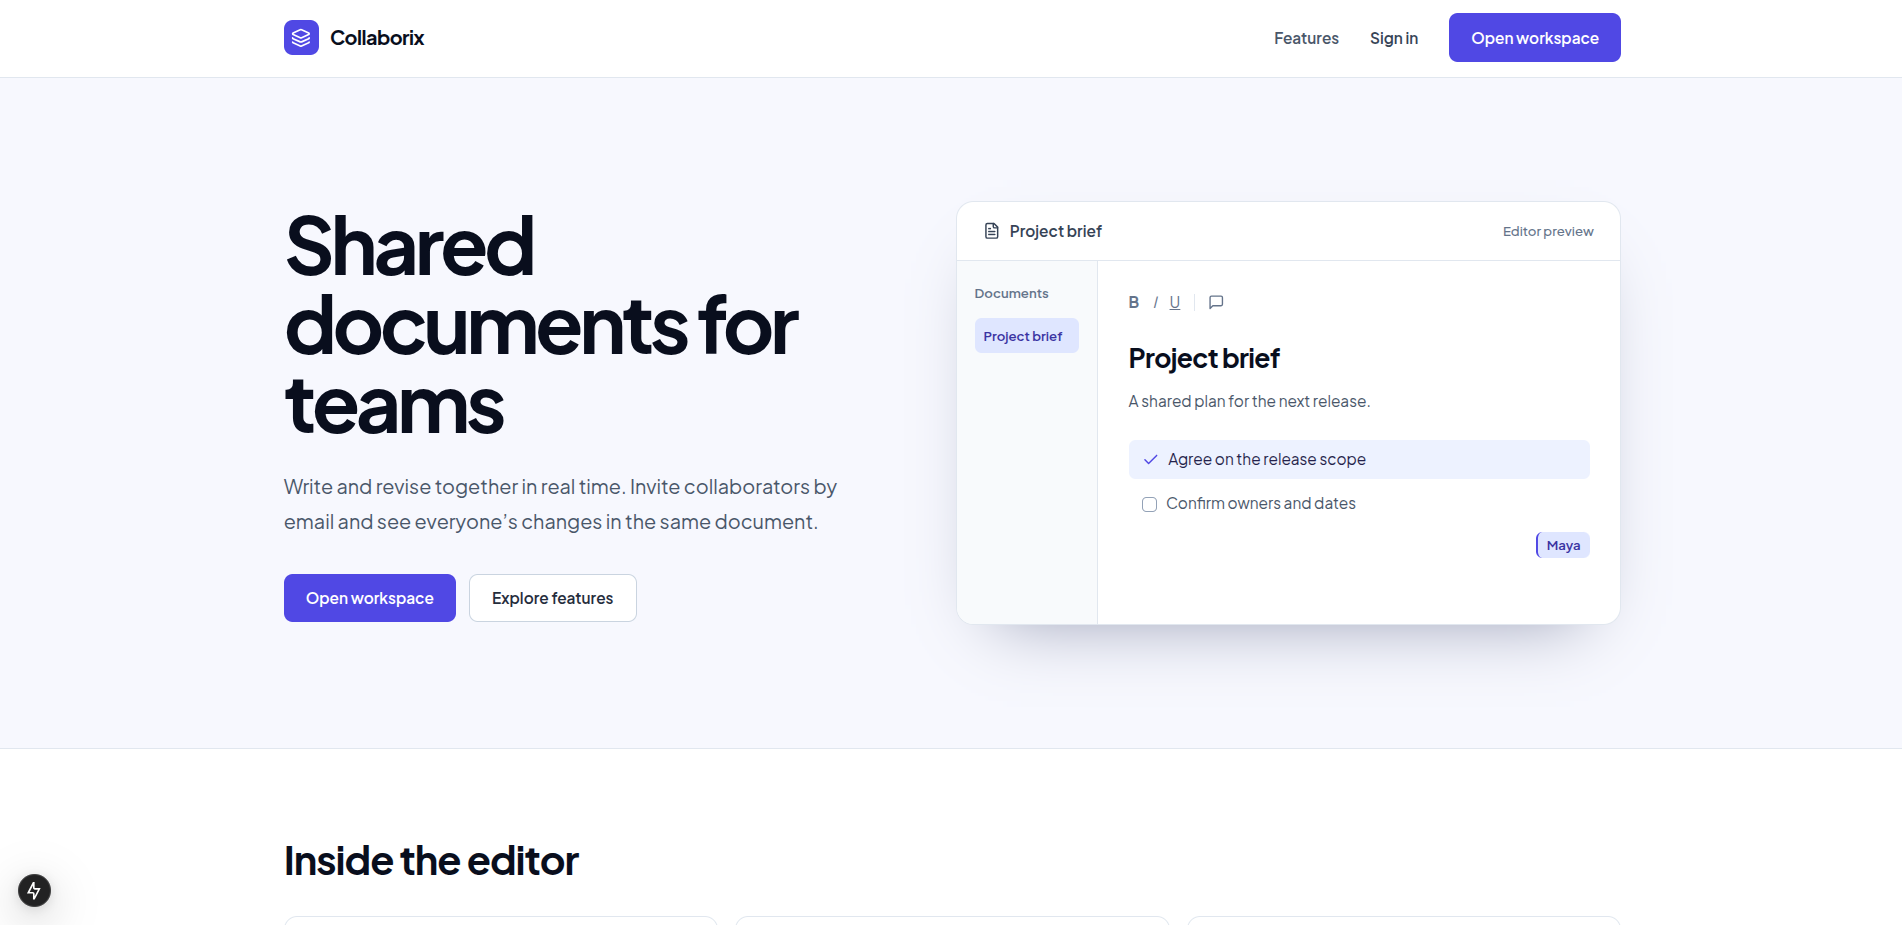 Collaborix
Features
Sign in
Open workspace
Shared
documents for
teams
Write and revise together in real time. Invite collaborators by
email and see everyone’s changes in the same document.
Open workspace
Explore features
Project brief
Editor preview
Documents
Project brief
B I U
Project brief
A shared plan for the next release.
Agree on the release scope
Confirm owners and dates
Maya
Inside the editor